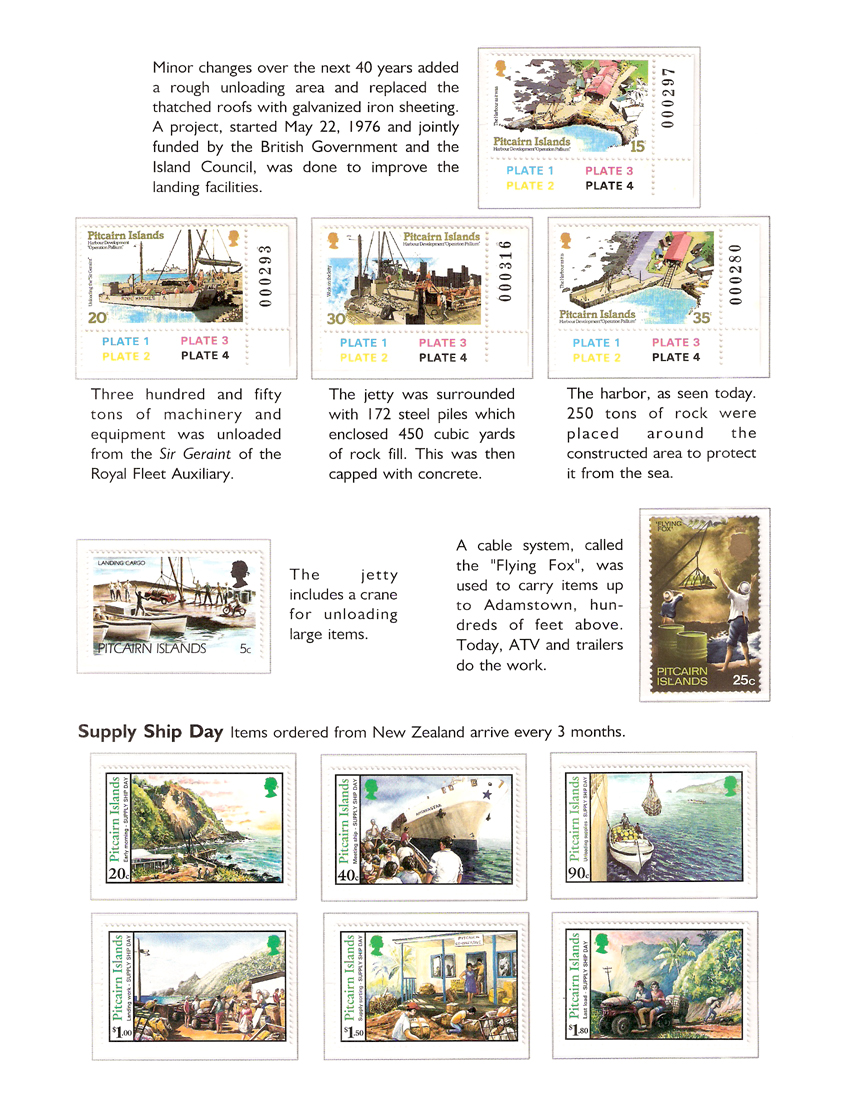 Minor changes over the next 40 years added
a rough unloading area and replaced the
thatched roofs with galvanized iron sheeting.
A project, started May 22, 1976 and jointly
funded by the British Government and the
Island Council, was done to improve the
landing facilities.
The Harbour as it was
Pitcairn Islands
Harbour Development "Operation Pallium"
15c
000297
PLATE 1 PLATE 3
PLATE 2 PLATE 4
Pitcairn Islands
Harbour Development
"Operation Pallium"
Unloading the "Sir Geraint"
20c
000293
PLATE 1 PLATE 3
PLATE 2 PLATE 4
Pitcairn Islands
Harbour Development "Operation Pallium"
Work on the Jetty
30c
000316
PLATE 1 PLATE 3
PLATE 2 PLATE 4
The Harbour as it is
Pitcairn Islands
Harbour Development "Operation Pallium"
35c
000280
PLATE 1 PLATE 3
PLATE 2 PLATE 4
Three hundred and fifty
tons of machinery and
equipment was unloaded
from the Sir Geraint of the
Royal Fleet Auxiliary.
The jetty was surrounded
with 172 steel piles which
enclosed 450 cubic yards
of rock fill. This was then
capped with concrete.
The harbor, as seen today.
250 tons of rock were
placed around the
constructed area to protect
it from the sea.
LANDING CARGO
PITCAIRN ISLANDS 5c
The jetty
includes a crane
for unloading
large items.
A cable system, called
the "Flying Fox", was
used to carry items up
to Adamstown, hun-
dreds of feet above.
Today, ATV and trailers
do the work.
'FLYING
FOX'
PITCAIRN
ISLANDS 25c
Supply Ship Day Items ordered from New Zealand arrive every 3 months.
Pitcairn Islands
Early morning - SUPPLY SHIP DAY
20c
Pitcairn Islands
Meeting ship - SUPPLY SHIP DAY
40c
Pitcairn Islands
Unloading supplies - SUPPLY SHIP DAY
90c
Pitcairn Islands
Landing work - SUPPLY SHIP DAY
$1.00
Pitcairn Islands
Supply sorting - SUPPLY SHIP DAY
PITCAIRN
CO-OPERATIVE
$1.50
Pitcairn Islands
Last load - SUPPLY SHIP DAY
$1.80